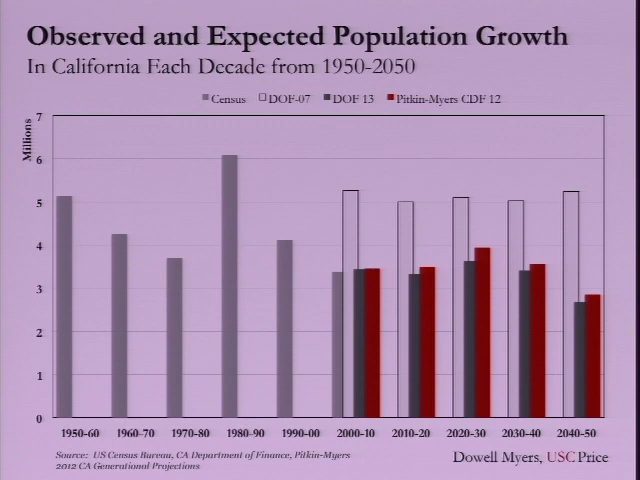 Observed and Expected Population Growth
In California Each Decade from 1950-2050
Census DOF-07 DOF 13 Pitkin-Myers CDF 12
Millions
7
6
5
4
3
2
1
0
1950-60 1960-70 1970-80 1980-90 1990-00 2000-10 2010-20 2020-30 2030-40 2040-50
Source: US Census Bureau, CA Department of Finance, Pitkin-Myers
2012 CA Generational Projections
Dowell Myers, USC Price